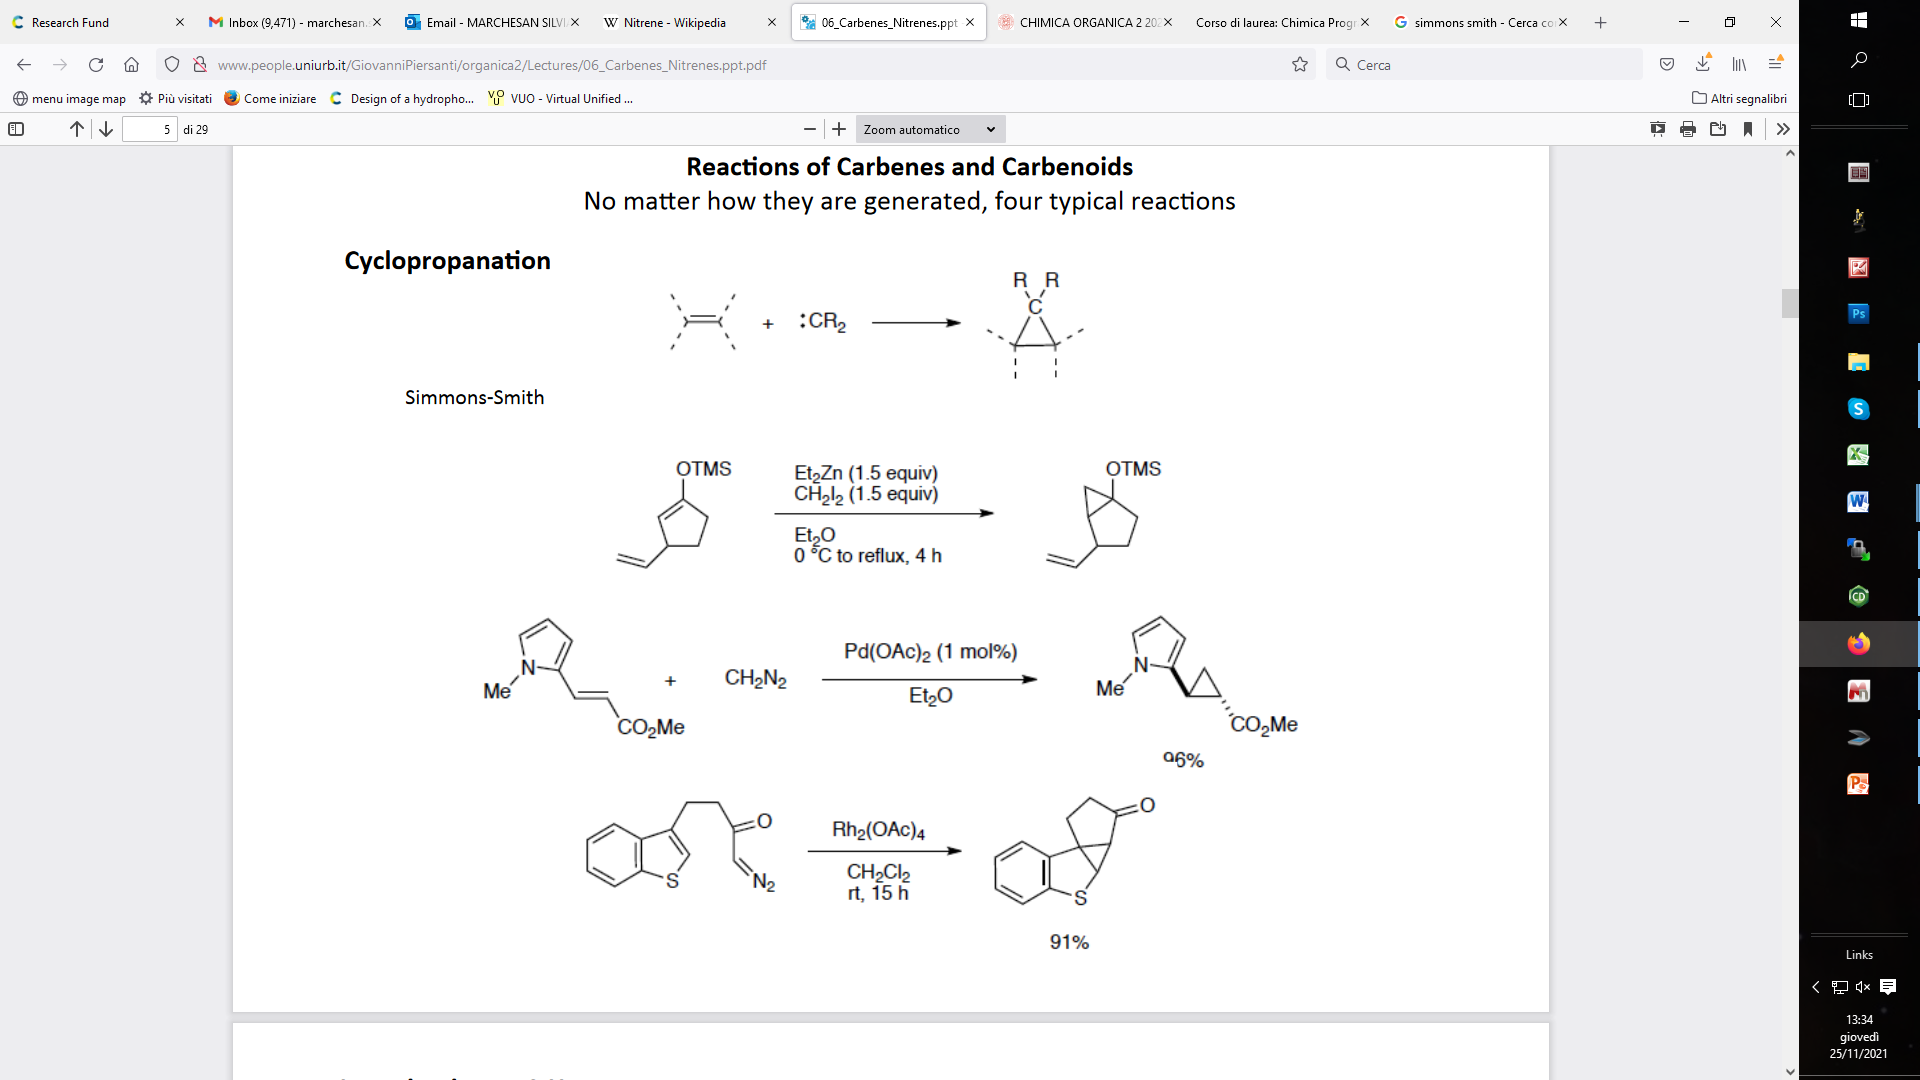 Research Fund
Inbox (9,471) - marchesan.
Email - MARCHESAN SILVI
Nitrene - Wikipedia
06_Carbenes_Nitrenes.ppt
CHIMICA ORGANICA 2 202
Corso di laurea: Chimica Progr
simmons smith - Cerca co
www.people.uniurb.it/GiovanniPiersanti/organica2/Lectures/06_Carbenes_Nitrenes.ppt.pdf
Cerca
menu image map
Più visitati
Come iniziare
Design of a hydropho...
VUO - Virtual Unified ...
Altri segnalibri
5 di 29
Zoom automatico
Reactions of Carbenes and Carbenoids
No matter how they are generated, four typical reactions
Cyclopropanation
R R
C
+ :CR2
Simmons-Smith
OTMS
Et2Zn (1.5 equiv)
CH2I2 (1.5 equiv)
Et2O
0 °C to reflux, 4 h
OTMS
N
Me
CO2Me
+
CH2N2
Pd(OAc)2 (1 mol%)
Et2O
N
Me
CO2Me
96%
O
S
N2
Rh2(OAc)4
CH2Cl2
rt, 15 h
O
S
91%
Links
13:34
giovedì
25/11/2021